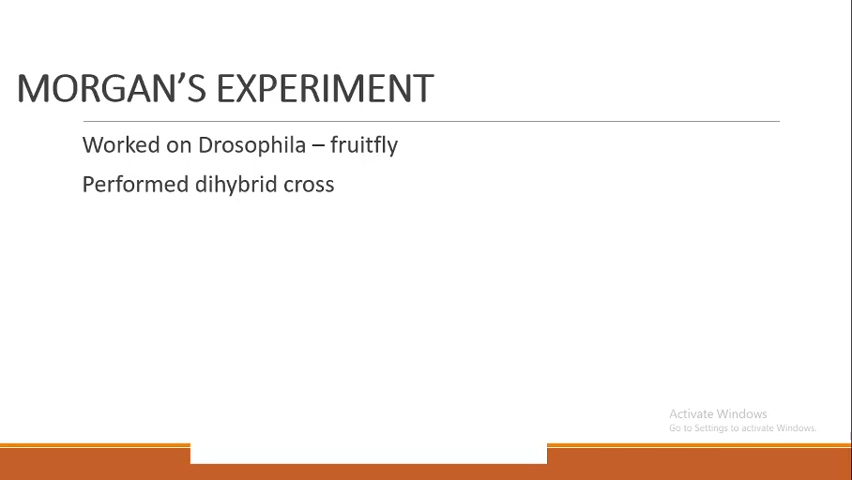 MORGAN’S EXPERIMENT
Worked on Drosophila – fruitfly
Performed dihybrid cross
Activate Windows
Go to Settings to activate Windows.